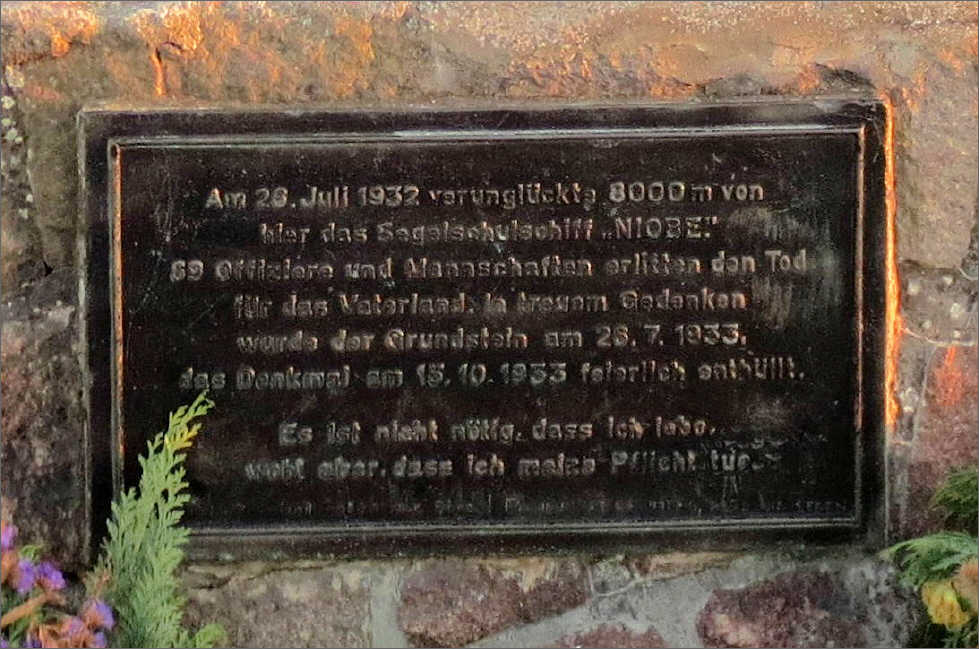 Am 26. Juli 1932 verunglückte 8000 m von
hier das Segelschulschiff „NIOBE."
69 Offiziere und Mannschaften erlitten den Tod
für das Vaterland. In treuem Gedenken
wurde der Grundstein am 26. 7. 1933,
das Denkmal am 15. 10. 1933 feierlich enthüllt.
Es ist nicht nötig, dass ich lebe,
wohl aber, dass ich meine Pflicht tue.